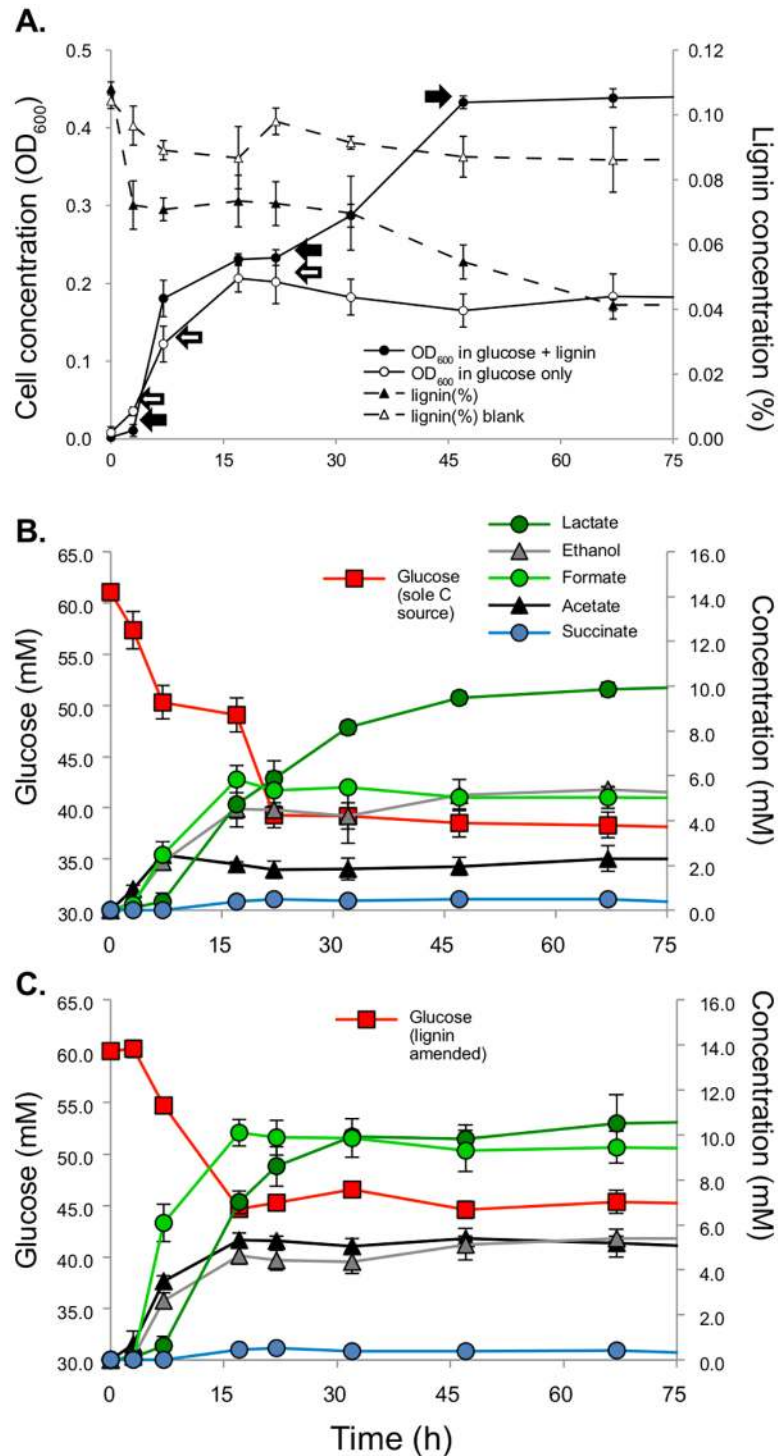 A.
0.5
0.4
0.3
0.2
0.1
0.0
Cell concentration (OD600)
0.12
0.10
0.08
0.06
0.04
0.02
0.00
Lignin concentration (%)
OD600 in glucose + lignin
OD600 in glucose only
lignin(%)
lignin(%) blank
0 15 30 45 60 75
B.
Lactate
Ethanol
Formate
Acetate
Succinate
Glucose
(sole C
source)
65.0
60.0
55.0
50.0
45.0
40.0
35.0
30.0
Glucose (mM)
16.0
14.0
12.0
10.0
8.0
6.0
4.0
2.0
0.0
Concentration (mM)
0 15 30 45 60 75
C.
Glucose
(lignin
amended)
65.0
60.0
55.0
50.0
45.0
40.0
35.0
30.0
Glucose (mM)
16.0
14.0
12.0
10.0
8.0
6.0
4.0
2.0
0.0
Concentration (mM)
0 15 30 45 60 75
Time (h)